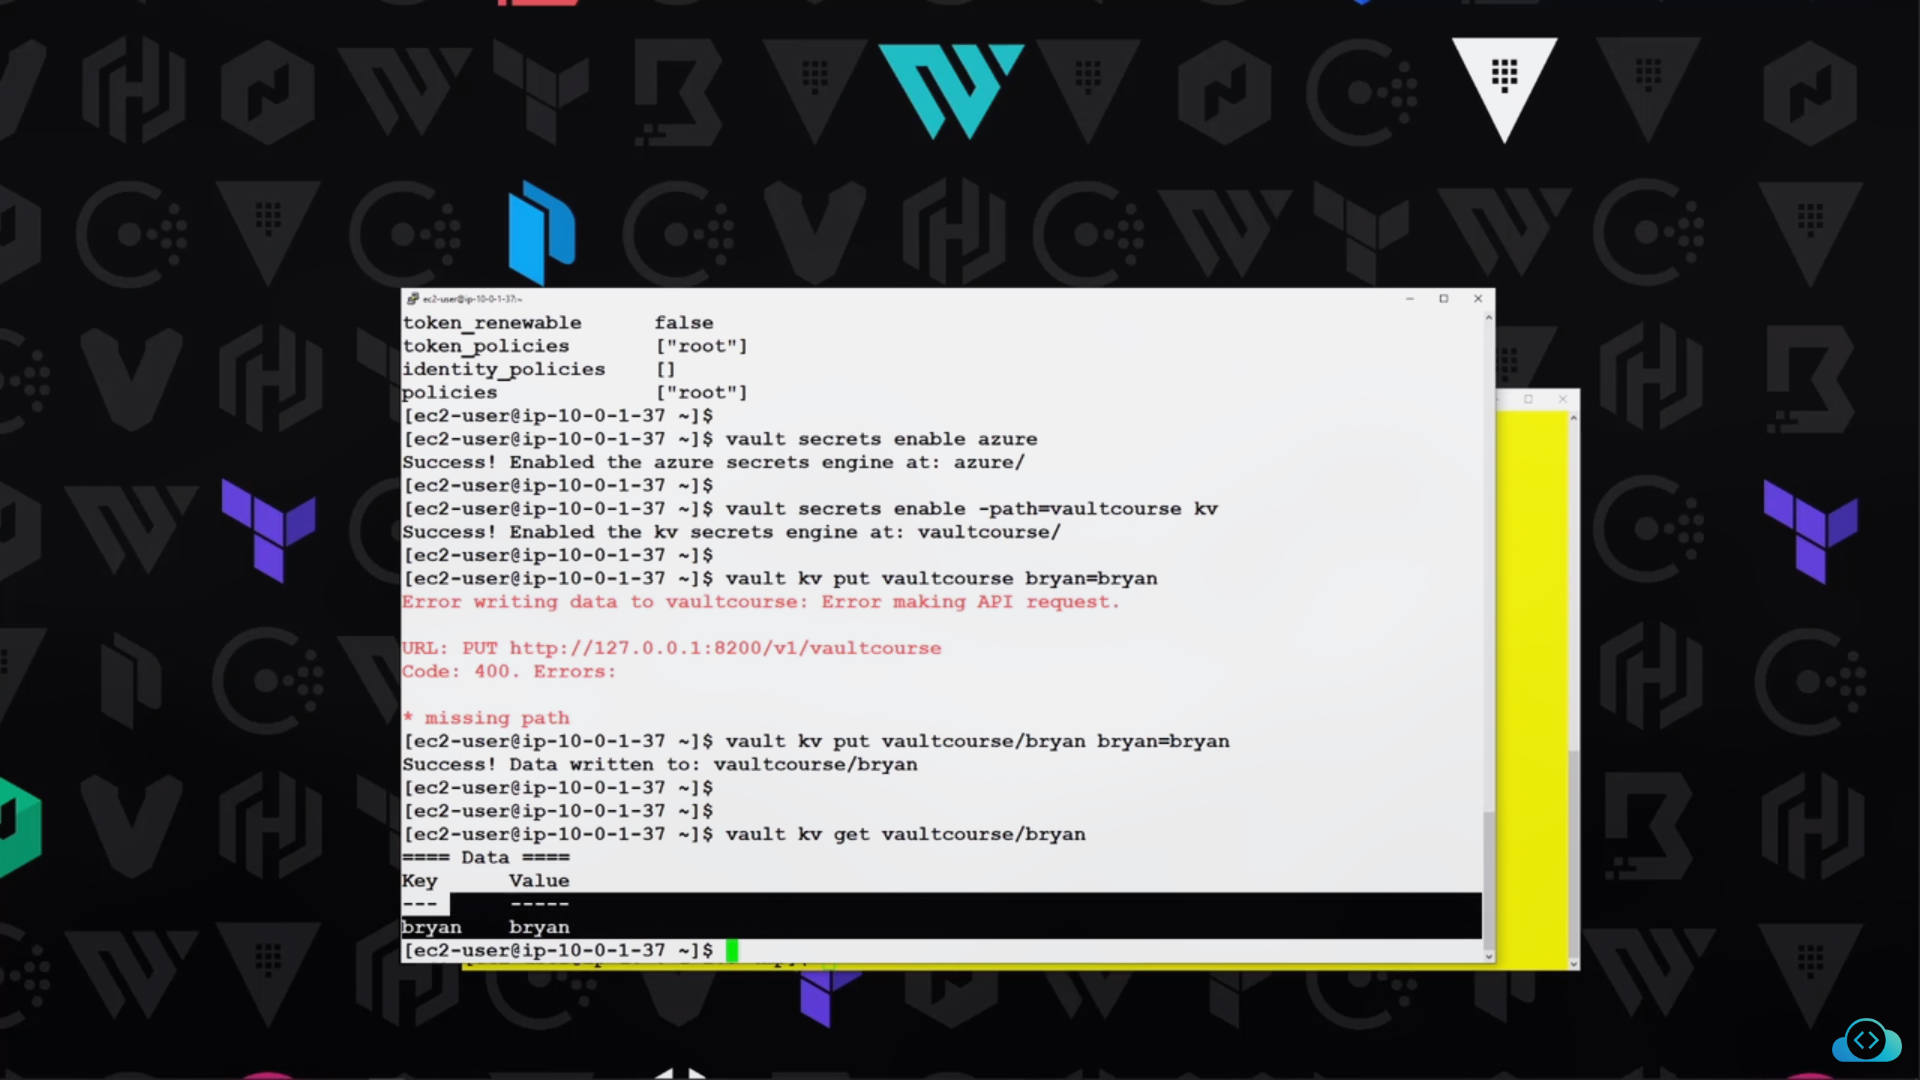 ec2-user@ip-10-0-1-37:~
token_renewable false
token_policies ["root"]
identity_policies []
policies ["root"]
[ec2-user@ip-10-0-1-37 ~]$
[ec2-user@ip-10-0-1-37 ~]$ vault secrets enable azure
Success! Enabled the azure secrets engine at: azure/
[ec2-user@ip-10-0-1-37 ~]$
[ec2-user@ip-10-0-1-37 ~]$ vault secrets enable -path=vaultcourse kv
Success! Enabled the kv secrets engine at: vaultcourse/
[ec2-user@ip-10-0-1-37 ~]$
[ec2-user@ip-10-0-1-37 ~]$ vault kv put vaultcourse bryan=bryan
Error writing data to vaultcourse: Error making API request.
URL: PUT http://127.0.0.1:8200/v1/vaultcourse
Code: 400. Errors:
* missing path
[ec2-user@ip-10-0-1-37 ~]$ vault kv put vaultcourse/bryan bryan=bryan
Success! Data written to: vaultcourse/bryan
[ec2-user@ip-10-0-1-37 ~]$
[ec2-user@ip-10-0-1-37 ~]$
[ec2-user@ip-10-0-1-37 ~]$ vault kv get vaultcourse/bryan
==== Data ====
Key Value
--- -----
bryan bryan
[ec2-user@ip-10-0-1-37 ~]$